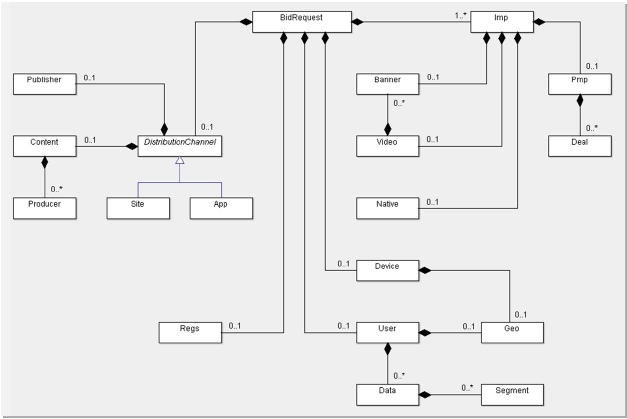 BidRequest
1..*
Imp
Publisher
0..1
Banner
0..1
0..1
Pmp
0..*
0..1
Content
0..1
DistributionChannel
Video
0..1
0..*
Deal
0..*
Producer
Site
App
Native
0..1
0..1
Device
0..1
Regs
0..1
0..1
User
0..1
Geo
0..*
Data
0..*
Segment